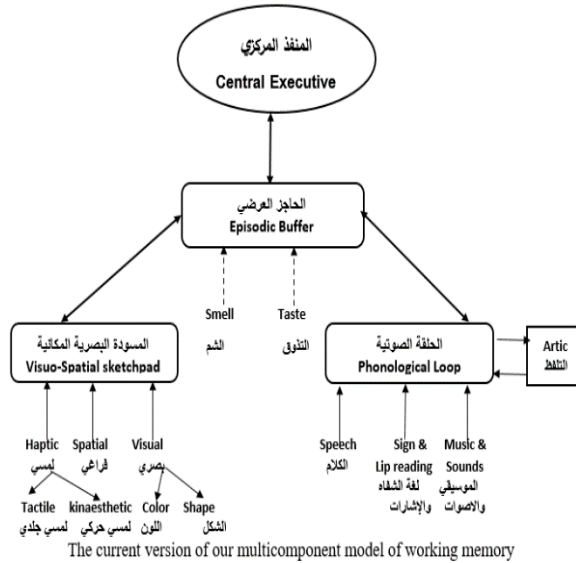 المنفذ المركزي
Central Executive
الحاجز العرضي
Episodic Buffer
Smell
الشم
Taste
التذوق
المسودة البصرية المكانية
Visuo-Spatial sketchpad
الحلقة الصوتية
Phonological Loop
Artic
التلفظ
Haptic
لمسي
Spatial
فراغي
Visual
بصري
Speech
الكلام
Sign &
Lip reading
لغة الشفاه
والإشارات
Music &
Sounds
الموسيقي
والاصوات
Tactile
لمسي جلدي
kinaesthetic
لمسي حركي
Color
اللون
Shape
الشكل
The current version of our multicomponent model of working memory